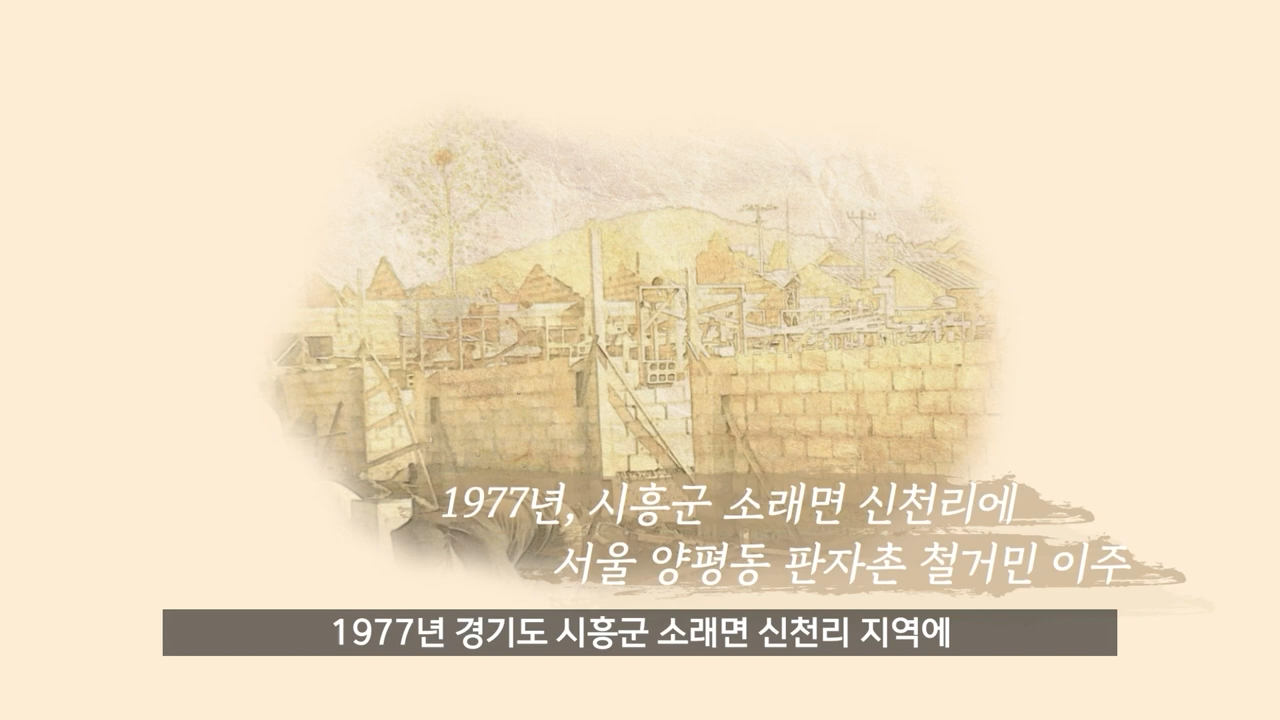 1977년, 시흥군 소래면 신천리에
서울 양평동 판자촌 철거민 이주
1977년 경기도 시흥군 소래면 신천리 지역에